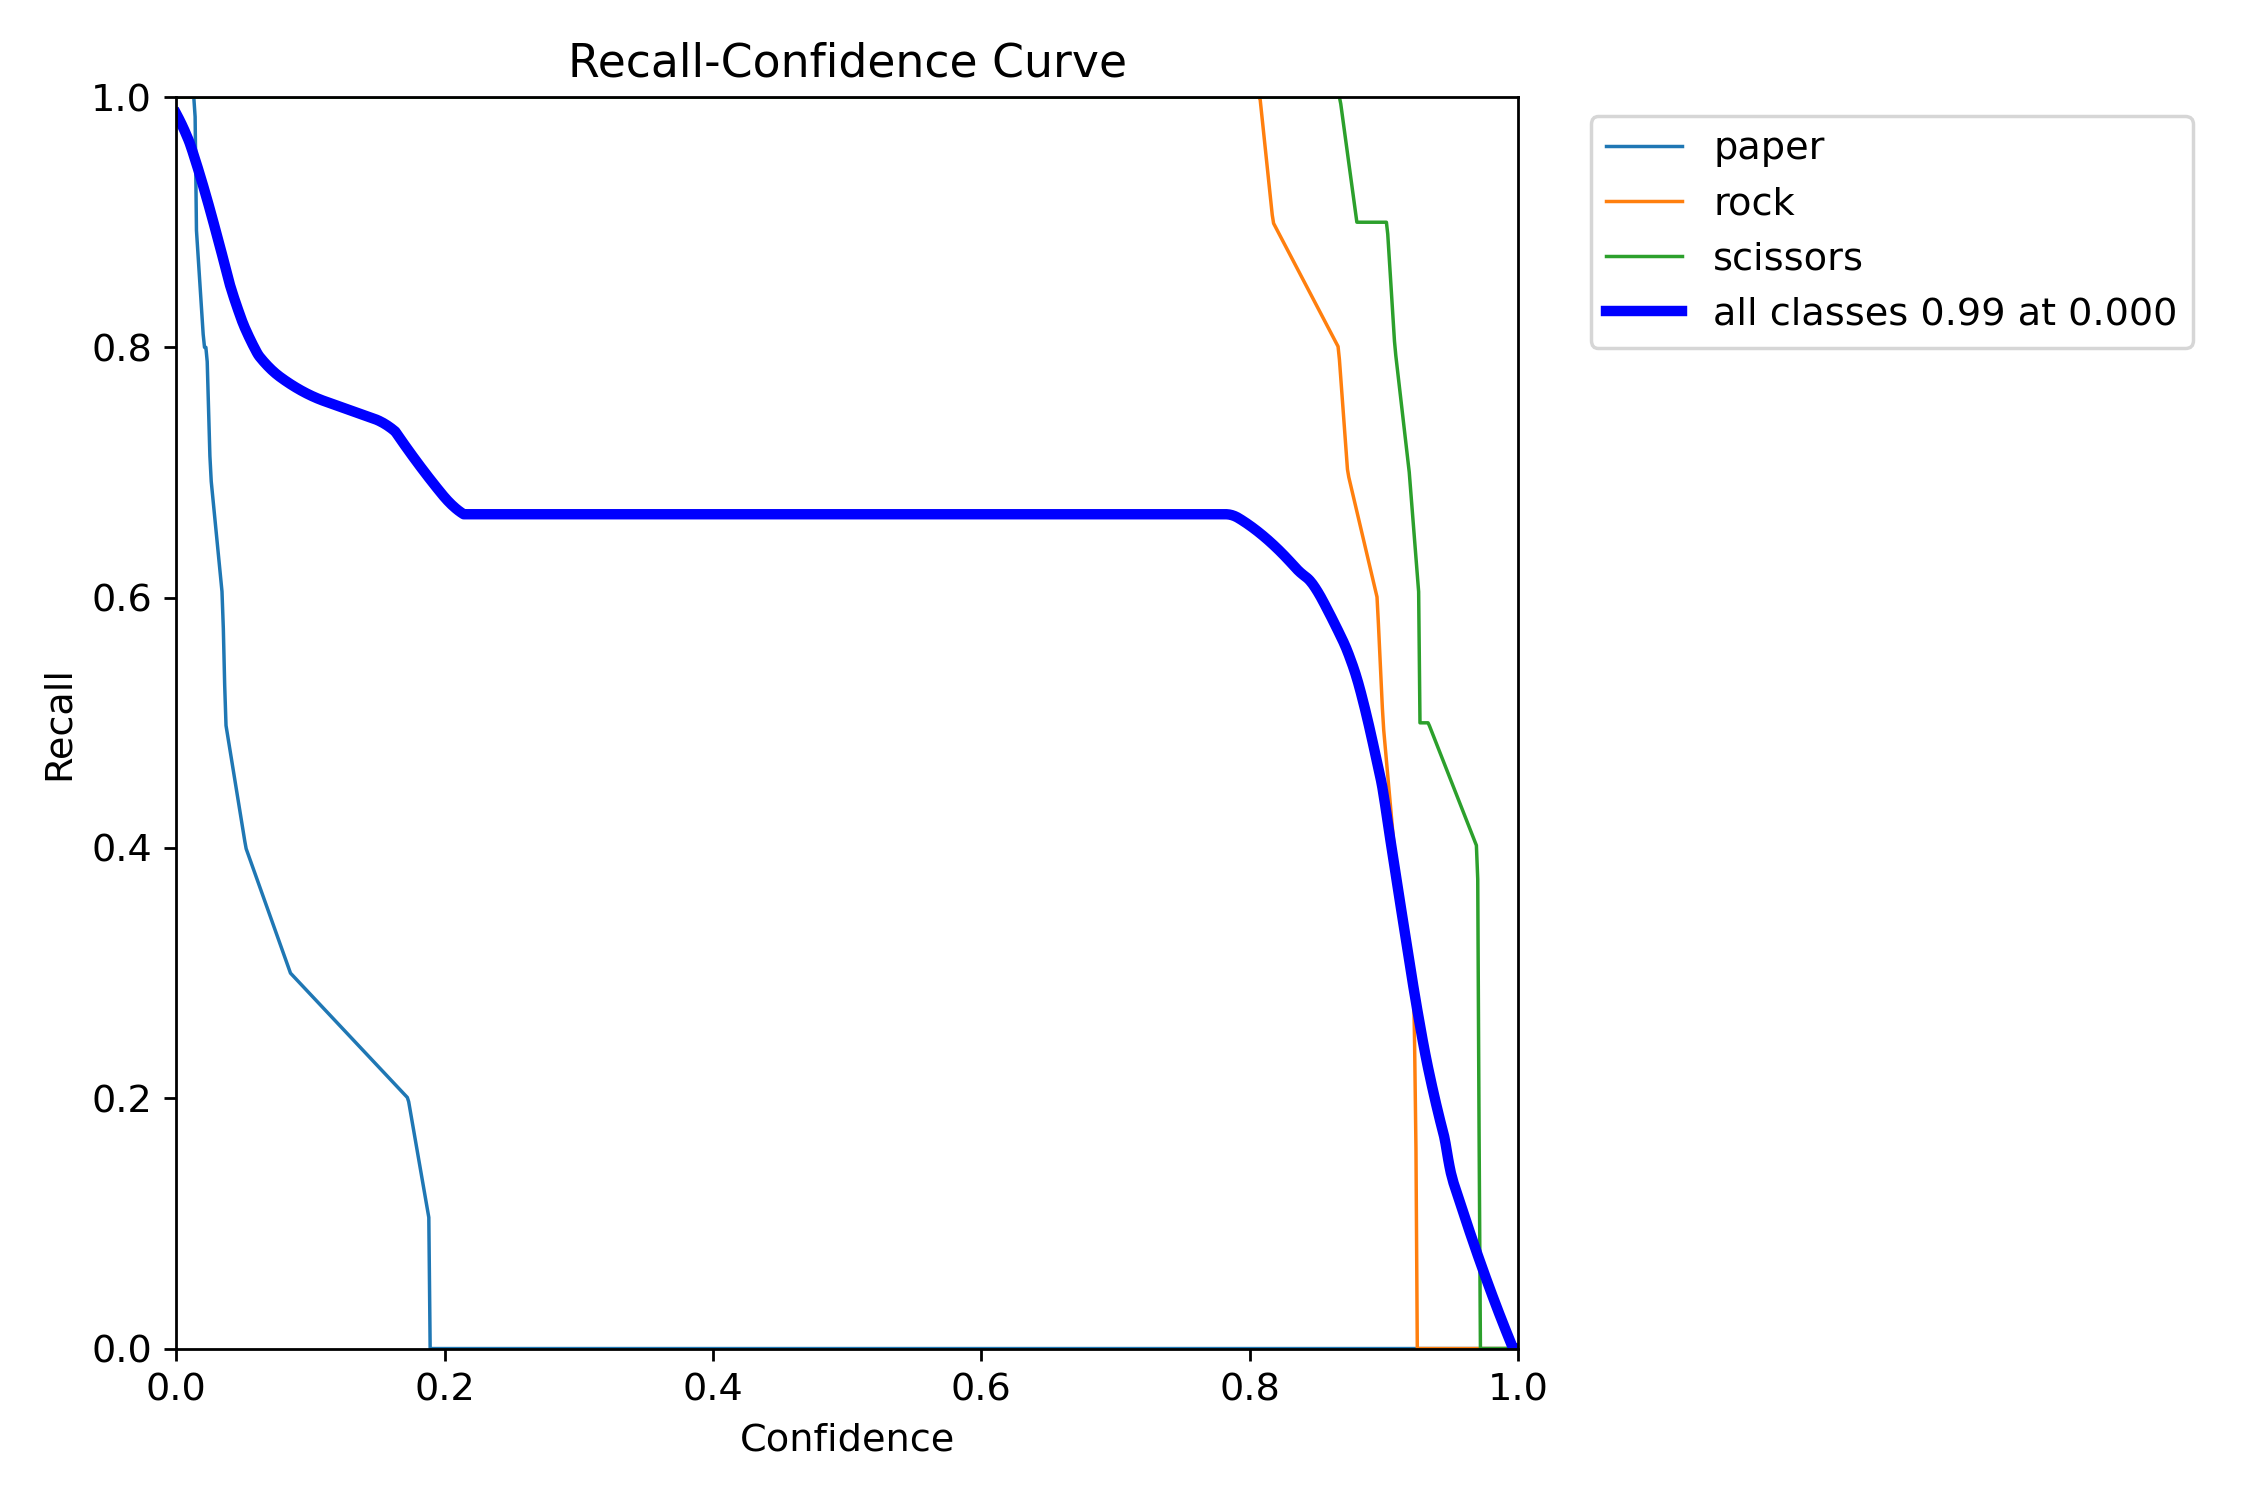 Recall-Confidence Curve
1.0
0.8
0.6
0.4
0.2
0.0
Recall
0.0 0.2 0.4 0.6 0.8 1.0
Confidence
paper
rock
scissors
all classes 0.99 at 0.000